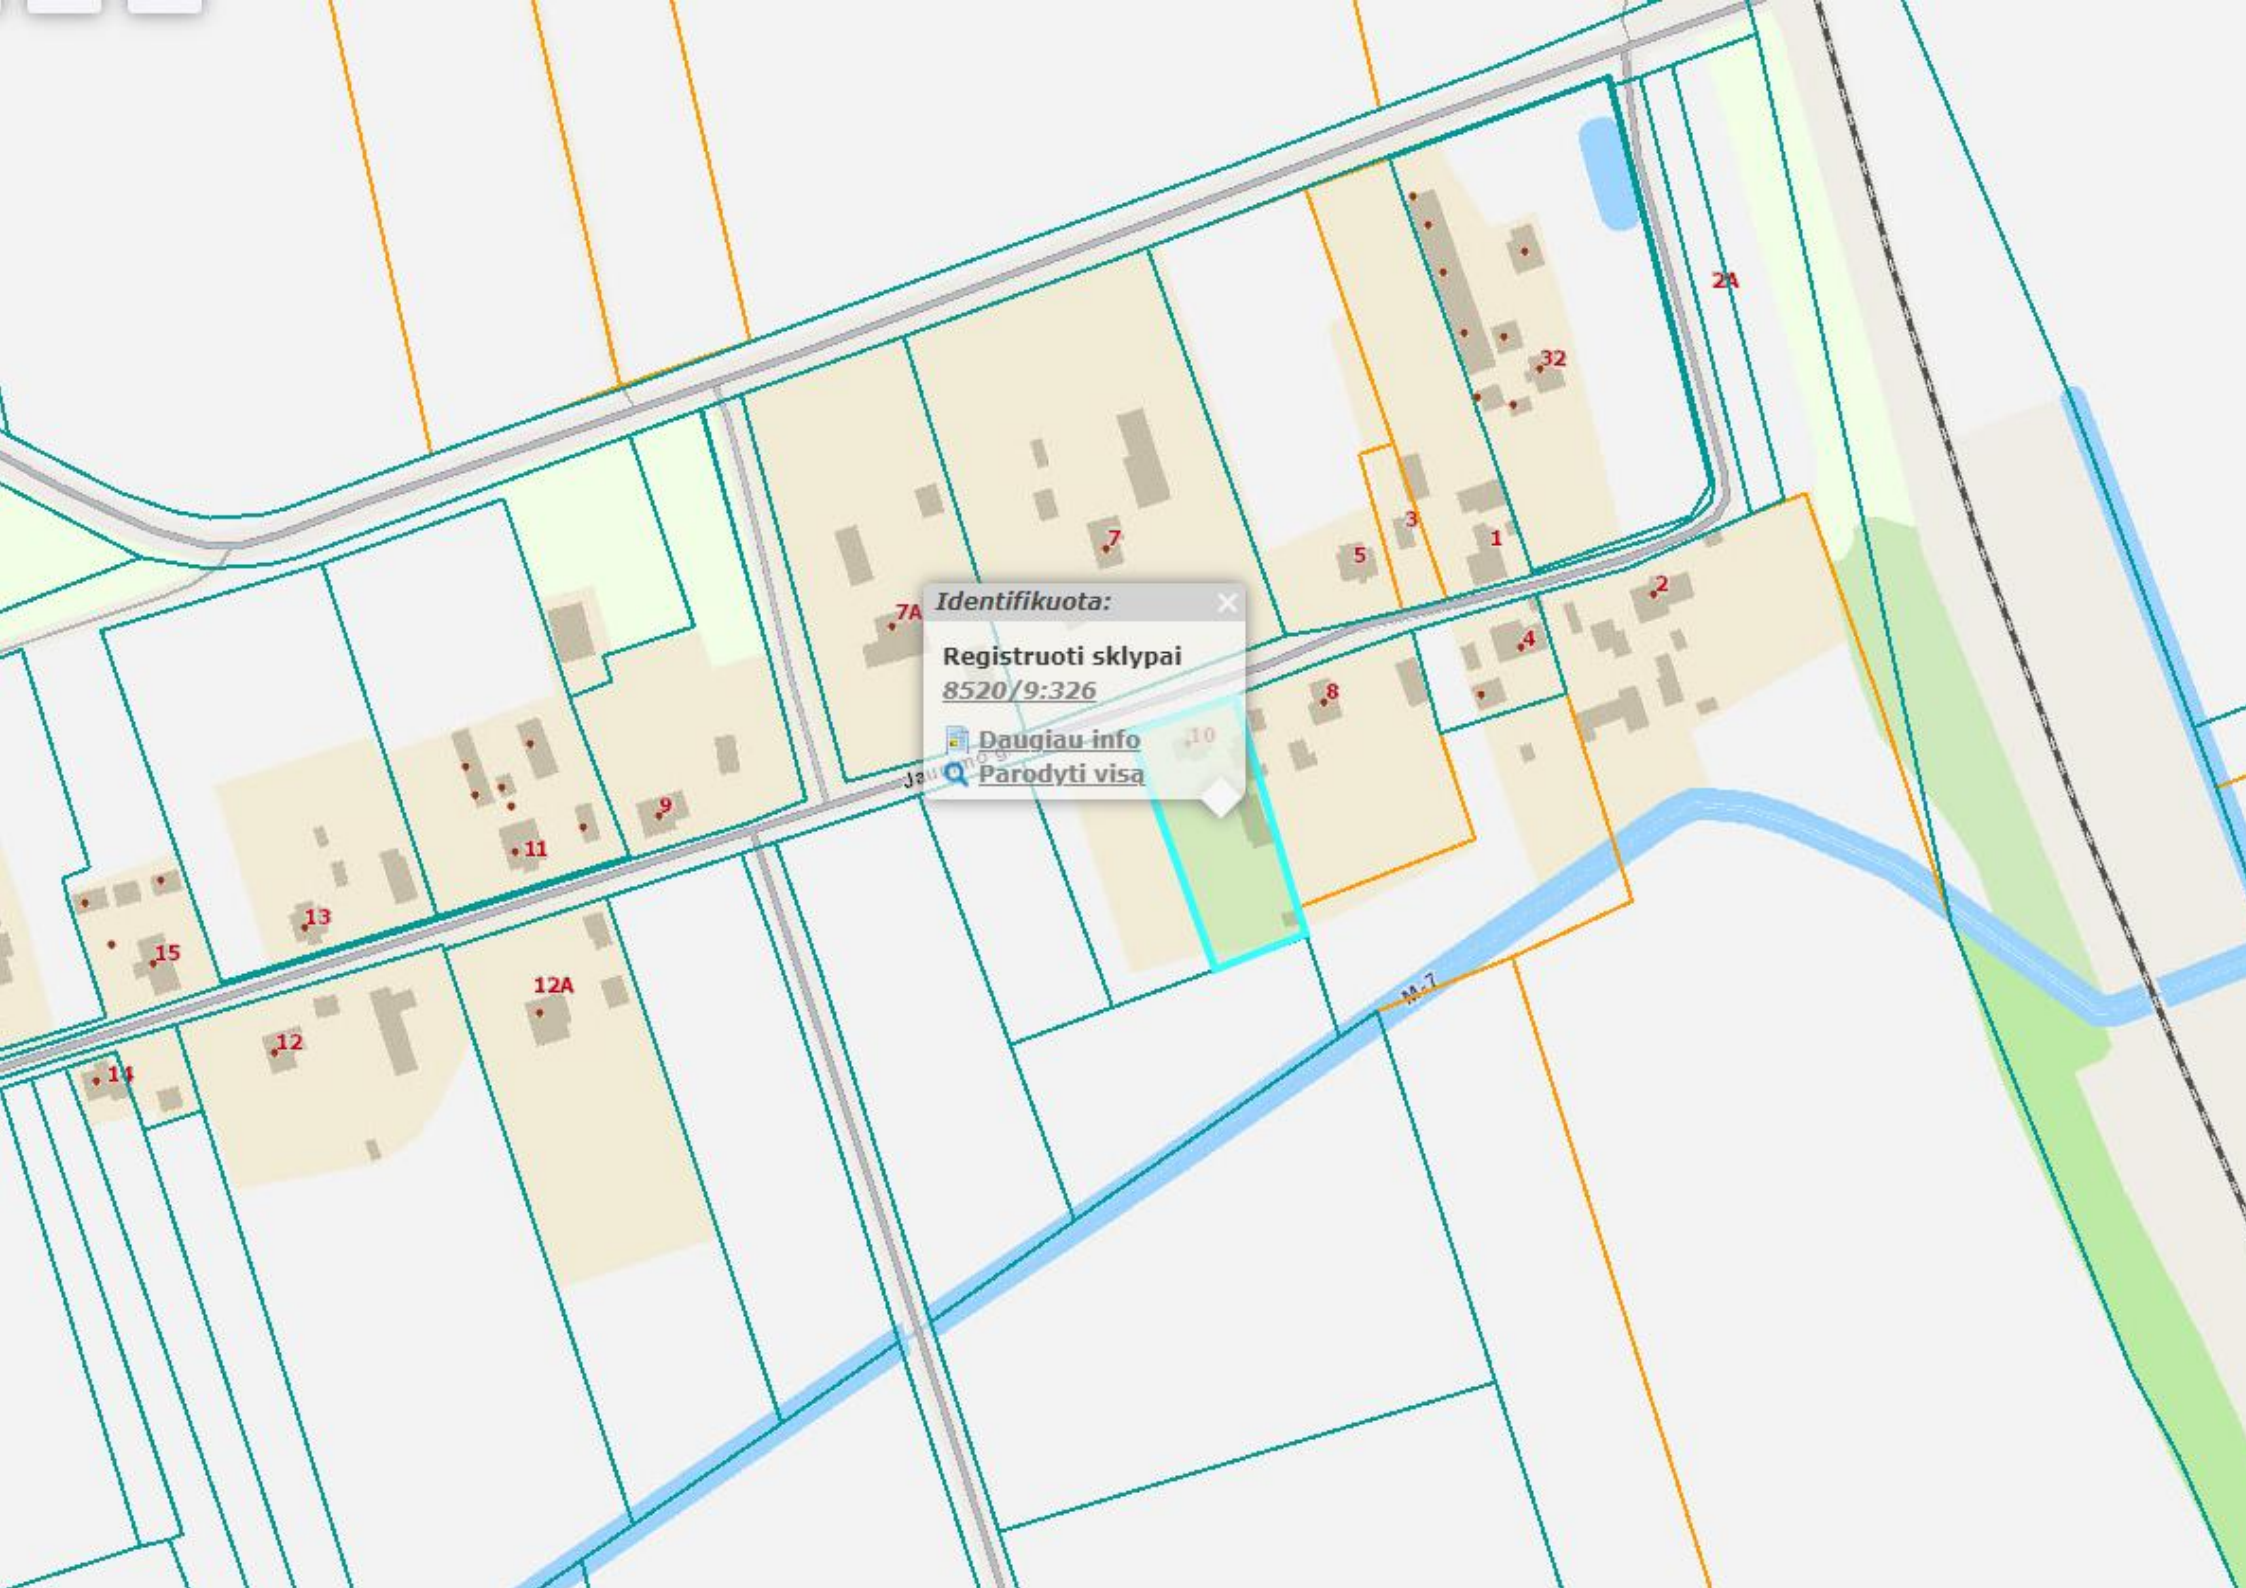 2A
32
7
3
1
5
2
7A
Identifikuota:
Registruoti sklypai
8520/9:326
Daugiau info
Parodyti visą
4
8
10
9
11
13
15
M-7
12A
12
14